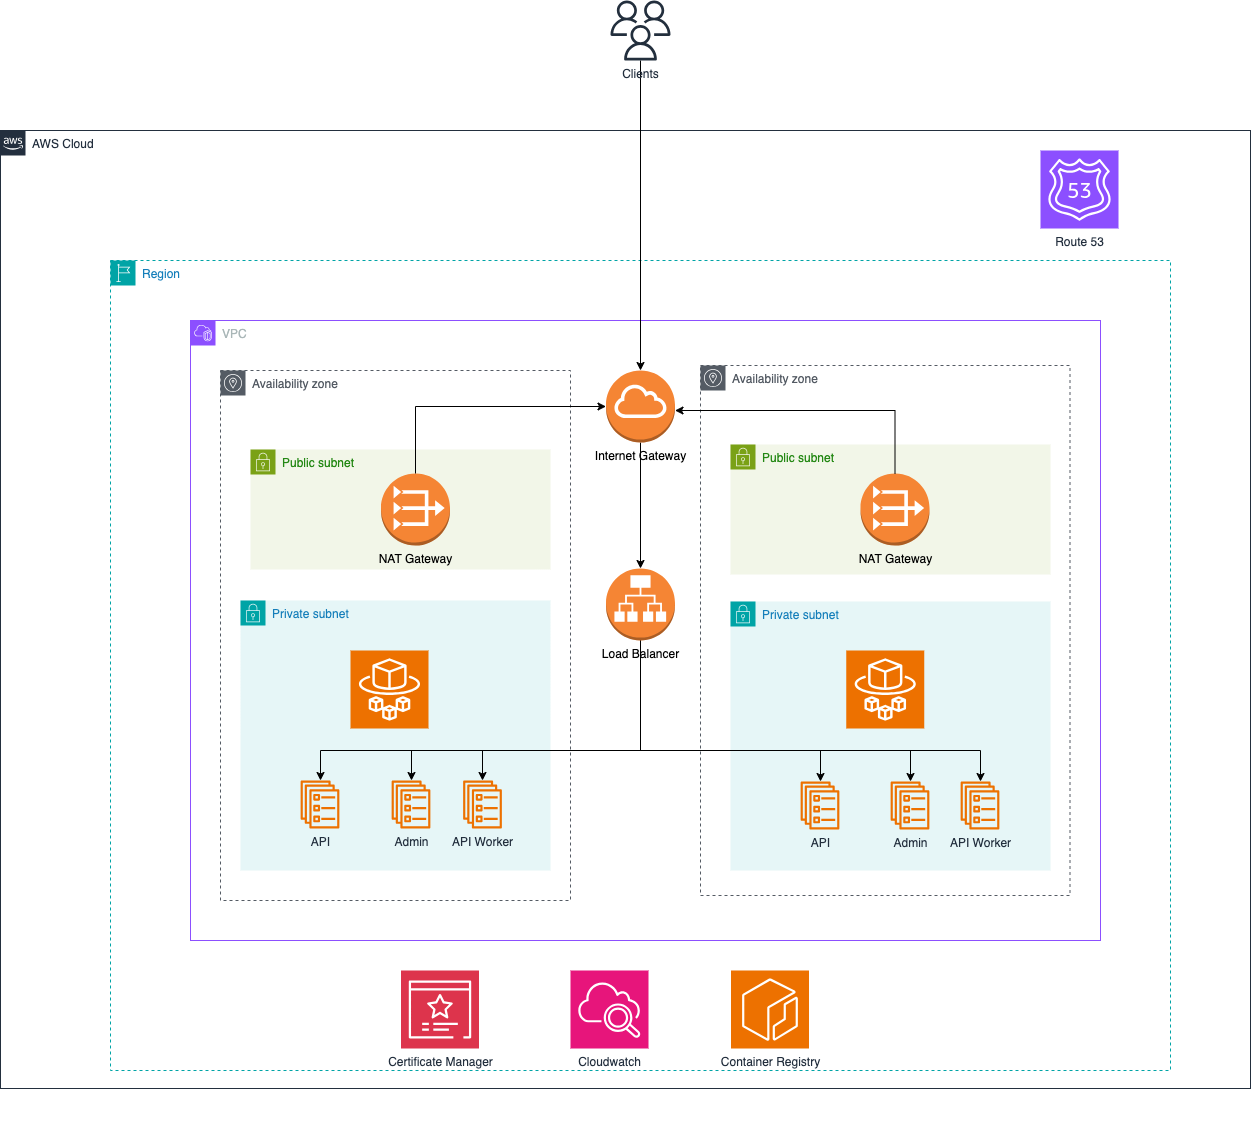 Clients
aws
AWS Cloud
53
Route 53
Region
VPC
Availability zone
Availability zone
Internet Gateway
Public subnet
Public subnet
NAT Gateway
NAT Gateway
Private subnet
Private subnet
Load Balancer
API
Admin
API Worker
API
Admin
API Worker
Certificate Manager
Cloudwatch
Container Registry